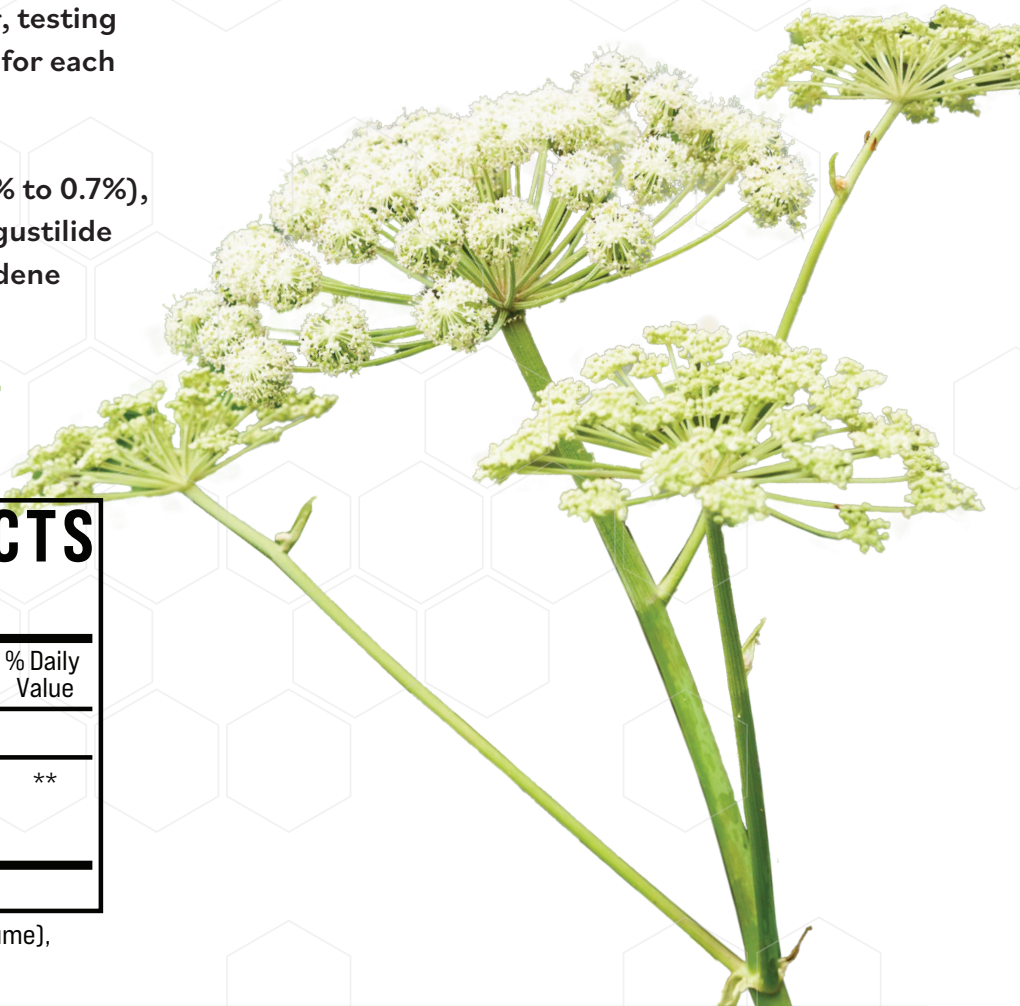 , testing
for each
% to 0.7%),
gustilide
dene
CTS
% Daily
Value
**
me),